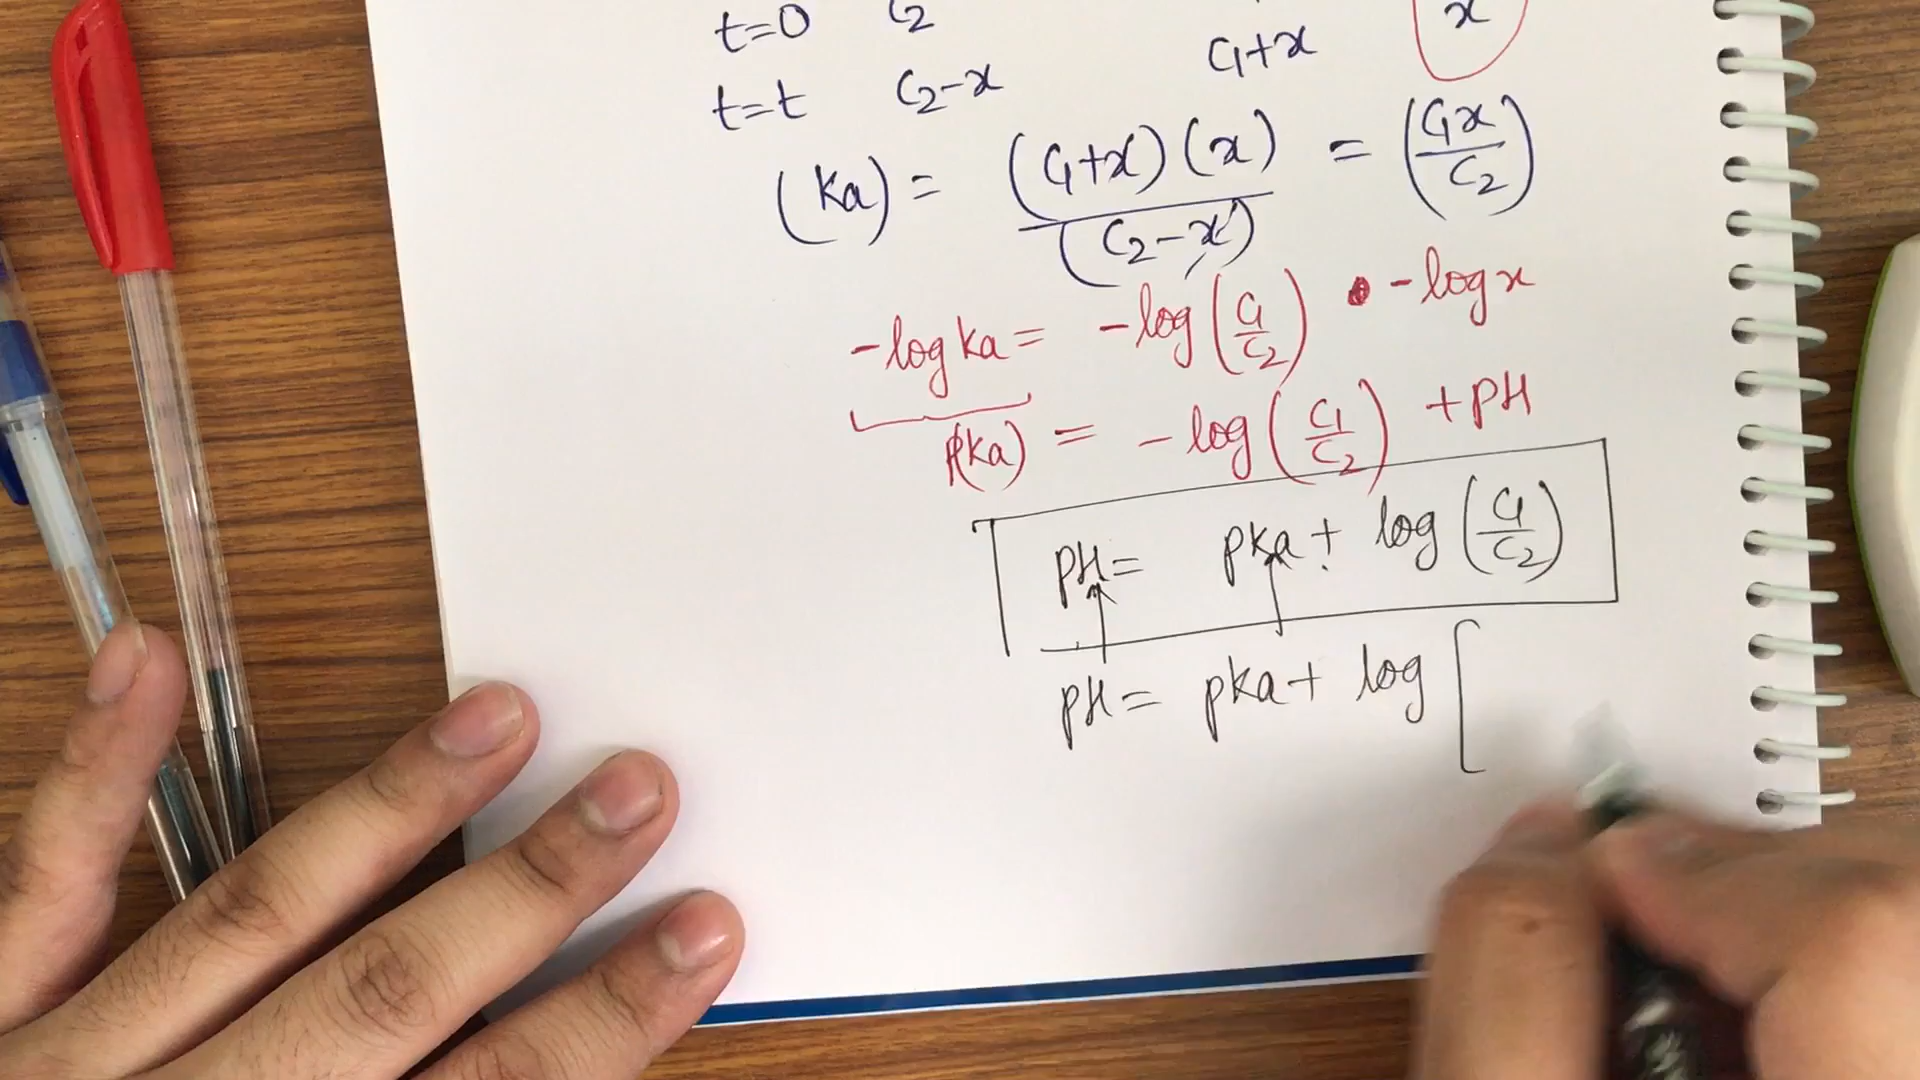 t=0 C₂ x
t=t C₂-x C₁+x
(Ka) = (C₁+x)(x)/(C₂-x) = (C₁x/C₂)
-log Ka = -log(C₁/C₂) -log x
p(Ka) = -log(C₁/C₂) +PH
PH= pKa+ log(C₁/C₂)
pH= pKa+ log[